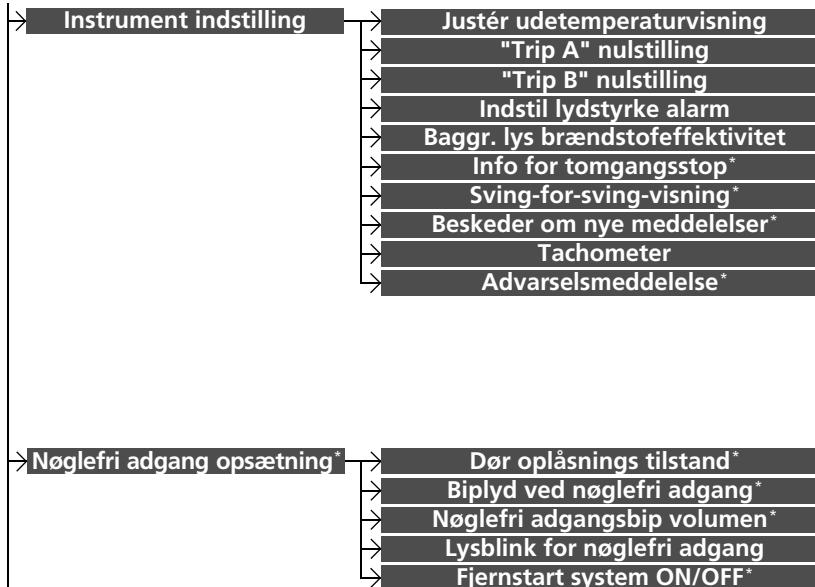 Instrument indstilling
Justér udetemperaturvisning
"Trip A" nulstilling
"Trip B" nulstilling
Indstil lydstyrke alarm
Baggr. lys brændstofeffektivitet
Info for tomgangsstop*
Sving-for-sving-visning*
Beskeder om nye meddelelser*
Tachometer
Advarselsmeddelelse*
Nøglefri adgang opsætning*
Dør oplåsnings tilstand*
Biplyd ved nøglefri adgang*
Nøglefri adgangsbip volumen*
Lysblink for nøglefri adgang
Fjernstart system ON/OFF*